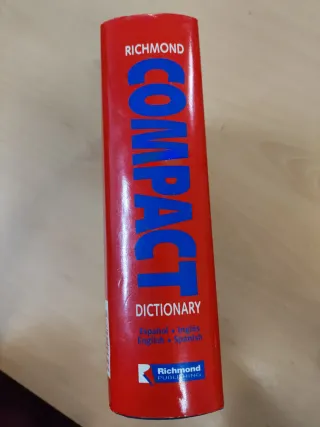 RICHMOND
COMPACT
DICTIONARY
Español • Inglés
English • Spanish
Richmond
PUBLISHING